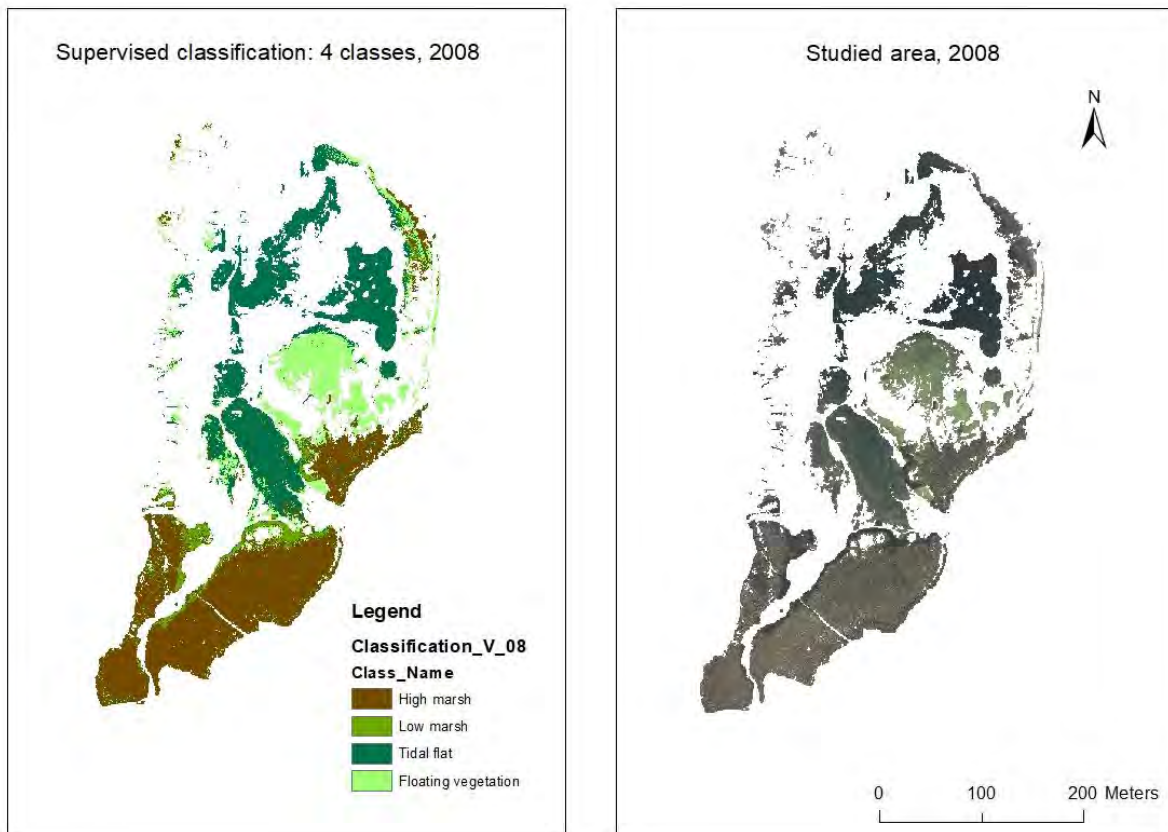 Supervised classification: 4 classes, 2008
Legend
Classification_V_08
Class_Name
High marsh
Low marsh
Tidal flat
Floating vegetation
Studied area, 2008
N
0 100 200 Meters